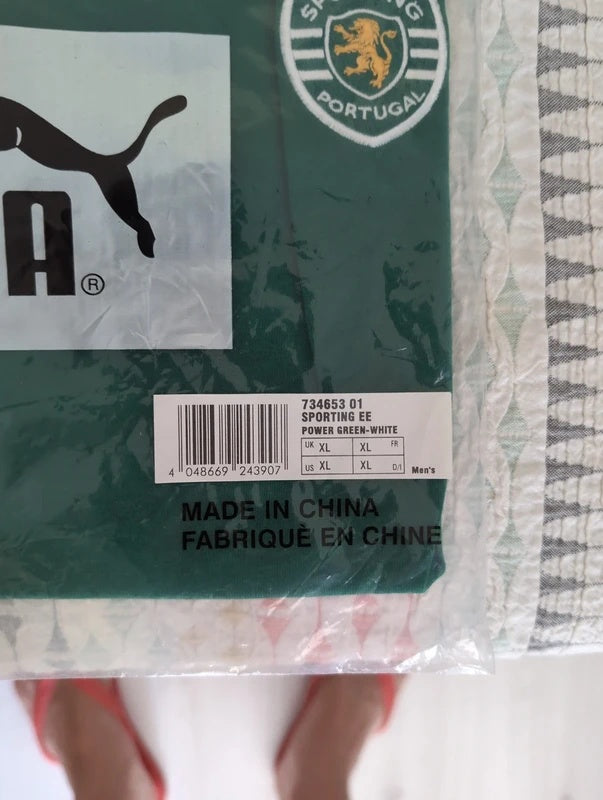 SPORTING
PORTUGAL
A®
734653 01
SPORTING EE
POWER GREEN-WHITE
UK XL XL FR
US XL XL D/I Men's
4 048669 243907
MADE IN CHINA
FABRIQUÈ EN CHINE